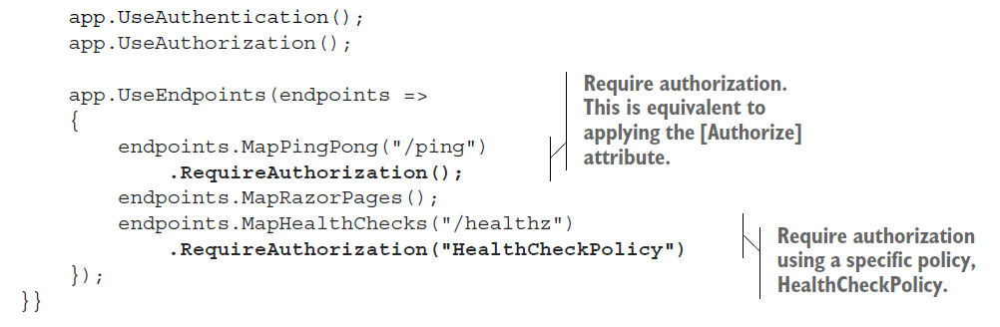 app.UseAuthentication();
app.UseAuthorization();
app.UseEndpoints(endpoints =>
{
endpoints.MapPingPong("/ping")
.RequireAuthorization();
endpoints.MapRazorPages();
endpoints.MapHealthChecks("/healthz")
.RequireAuthorization("HealthCheckPolicy")
});
}}
Require authorization.
This is equivalent to
applying the [Authorize]
attribute.
Require authorization
using a specific policy,
HealthCheckPolicy.